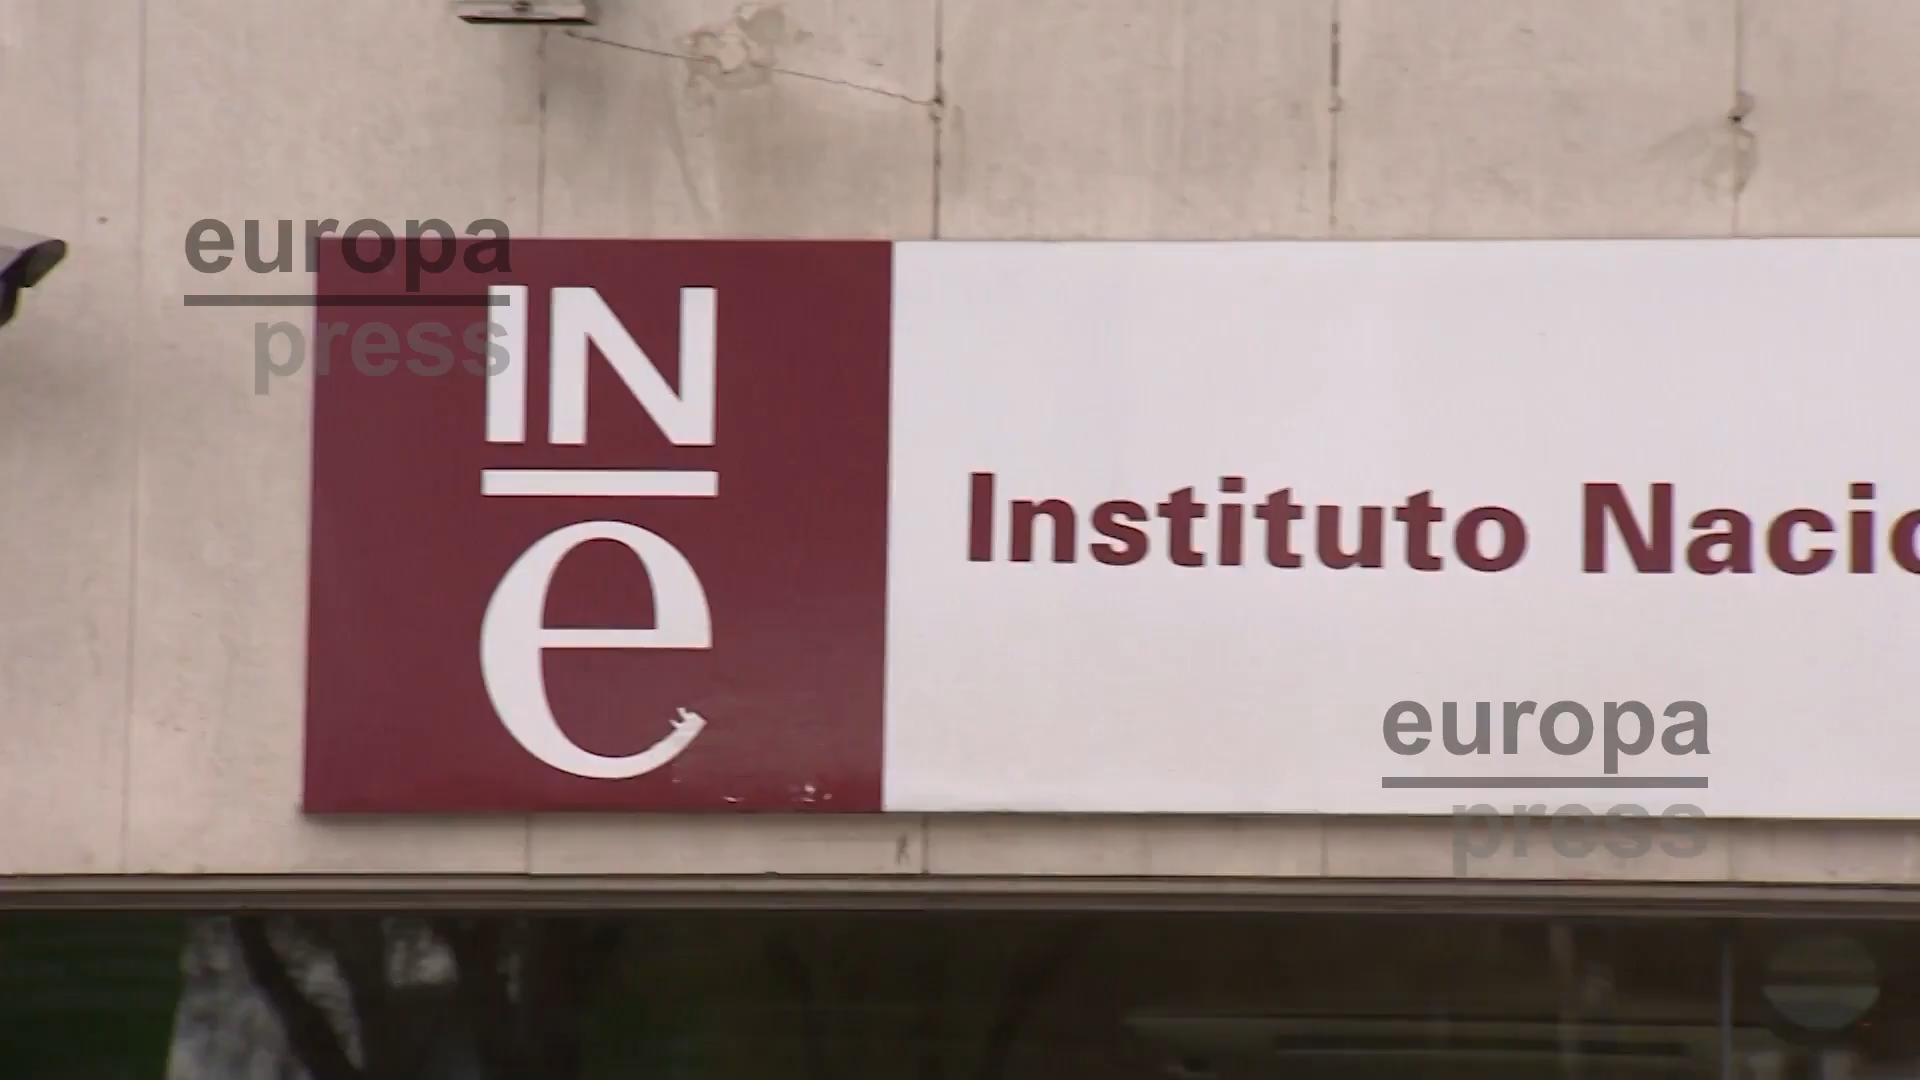 europa
press
IN
e
Instituto Nacio
europa
press